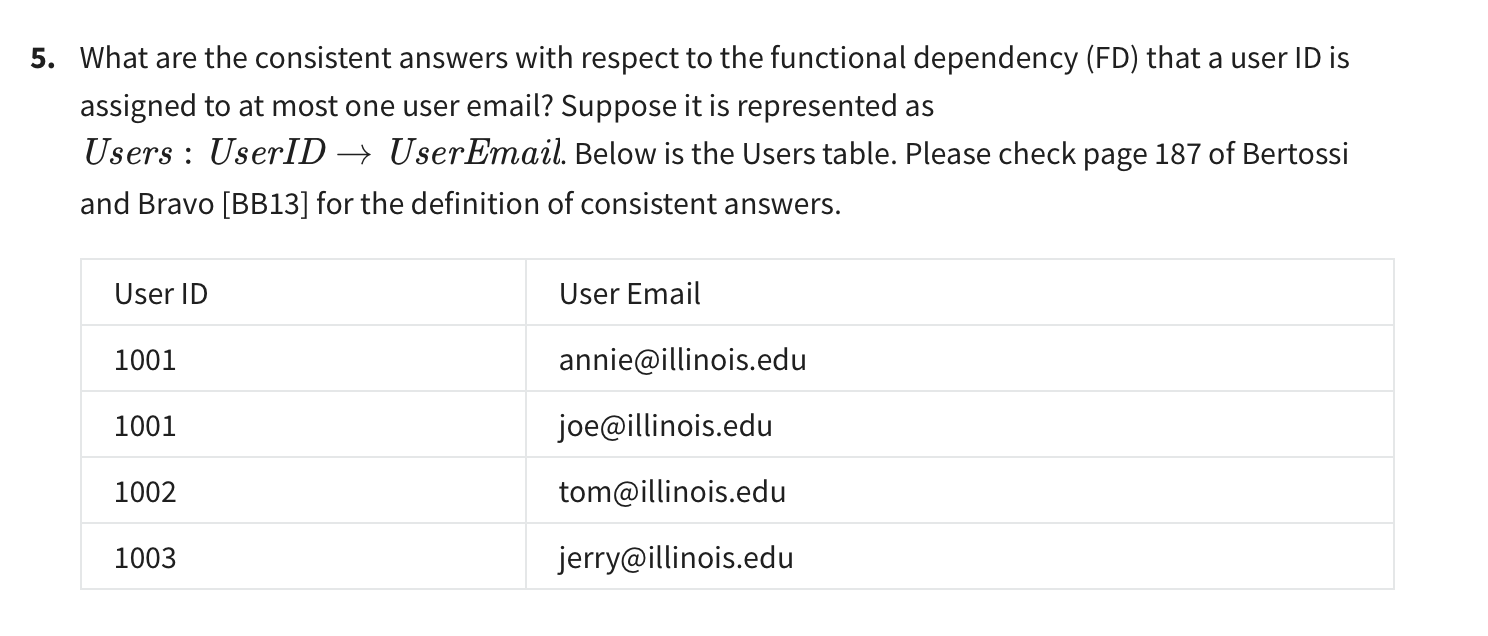 5. What are the consistent answers with respect to the functional dependency (FD) that a user ID is
assigned to at most one user email? Suppose it is represented as
Users : UserID → UserEmail. Below is the Users table. Please check page 187 of Bertossi
and Bravo [BB13] for the definition of consistent answers.
User ID User Email
1001 annie@illinois.edu
1001 joe@illinois.edu
1002 tom@illinois.edu
1003 jerry@illinois.edu